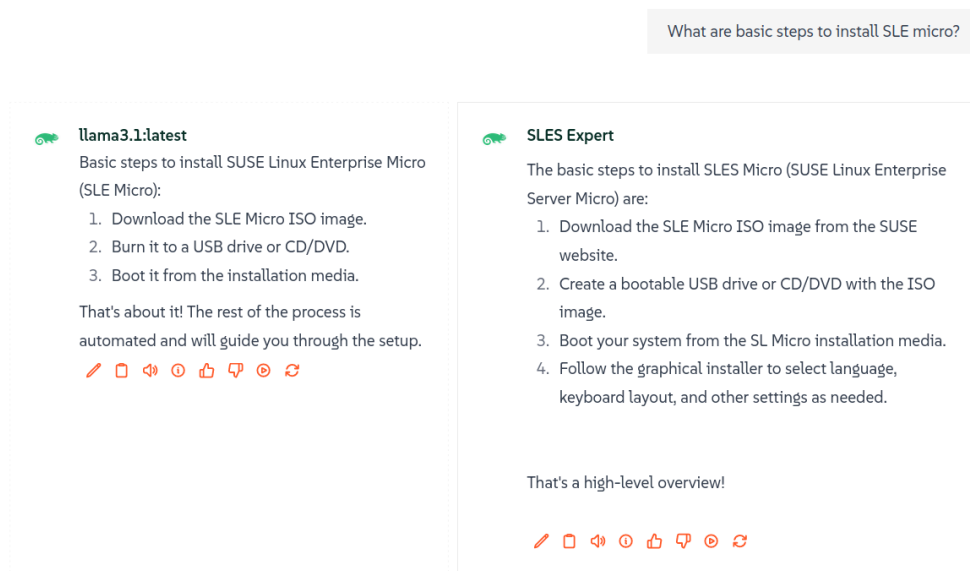 What are basic steps to install SLE micro?
llama3.1:latest
Basic steps to install SUSE Linux Enterprise Micro
(SLE Micro):
1. Download the SLE Micro ISO image.
2. Burn it to a USB drive or CD/DVD.
3. Boot it from the installation media.
That's about it! The rest of the process is
automated and will guide you through the setup.
SLES Expert
The basic steps to install SLES Micro (SUSE Linux Enterprise
Server Micro) are:
1. Download the SLE Micro ISO image from the SUSE
website.
2. Create a bootable USB drive or CD/DVD with the ISO
image.
3. Boot your system from the SL Micro installation media.
4. Follow the graphical installer to select language,
keyboard layout, and other settings as needed.
That's a high-level overview!